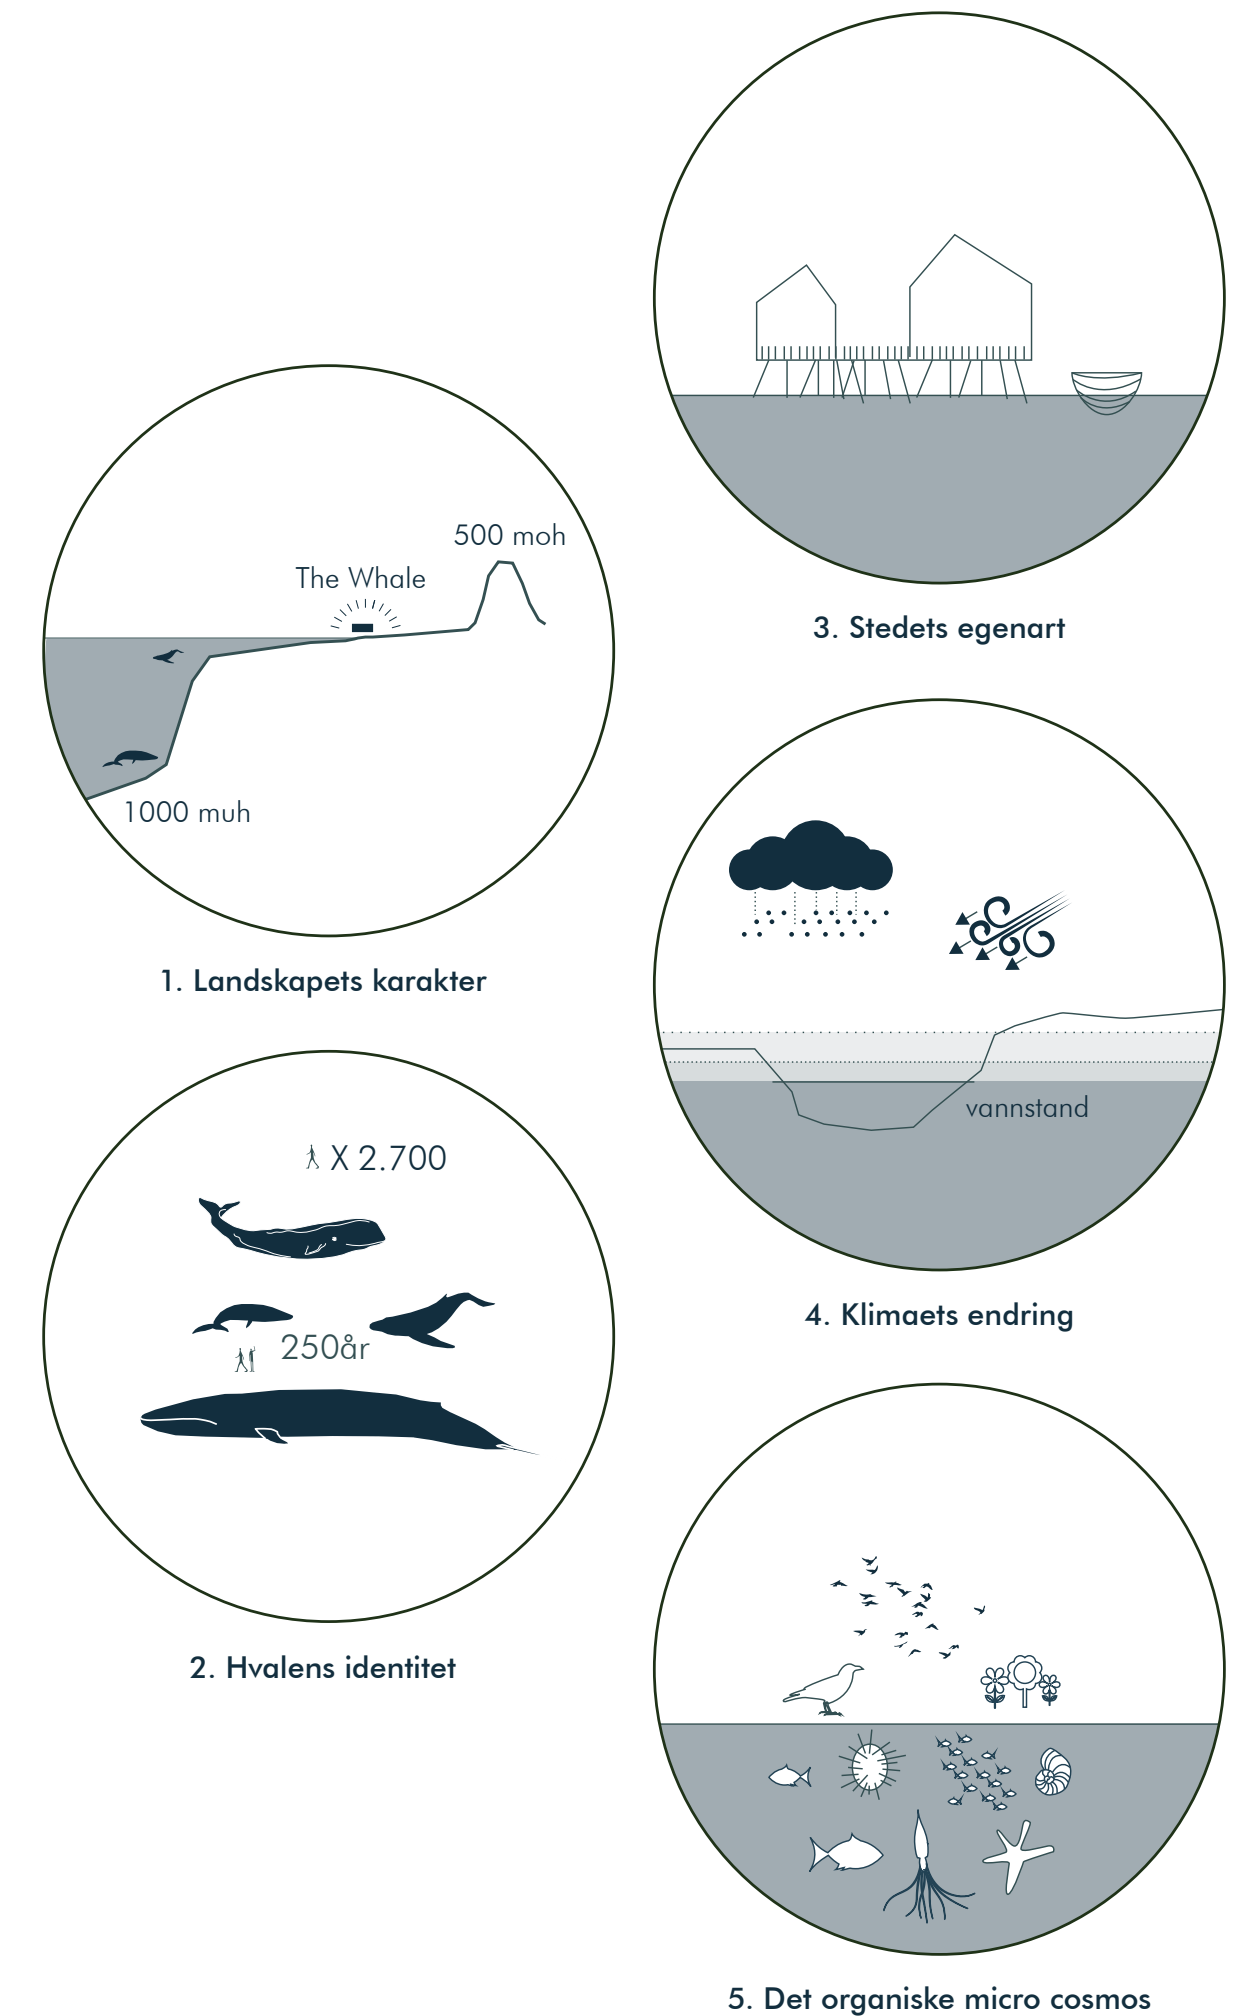 500 moh
The Whale
1000 muh
1. Landskapets karakter
X 2.700
250år
2. Hvalens identitet
3. Stedets egenart
vannstand
4. Klimaets endring
5. Det organiske micro cosmos